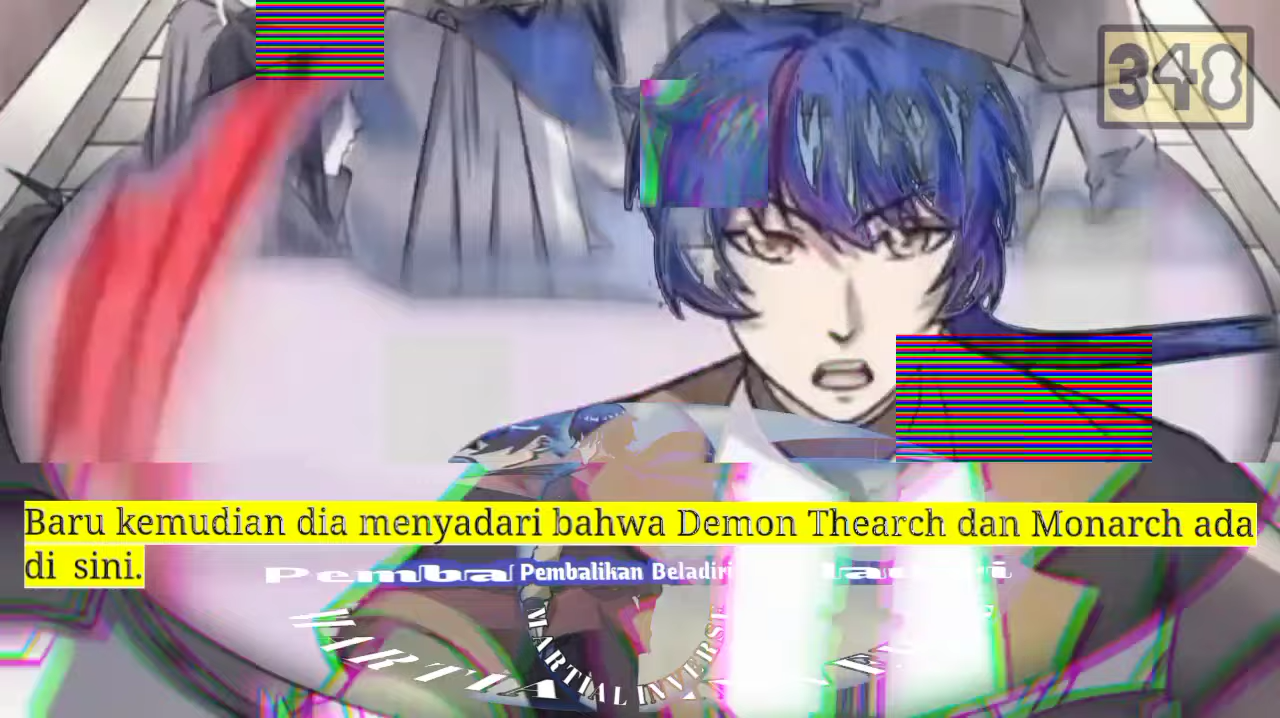 348
Baru kemudian dia menyadari bahwa Demon Thearch dan Monarch ada
di sini.
Pembalikan Beladiri
MARTIAL INVERSE